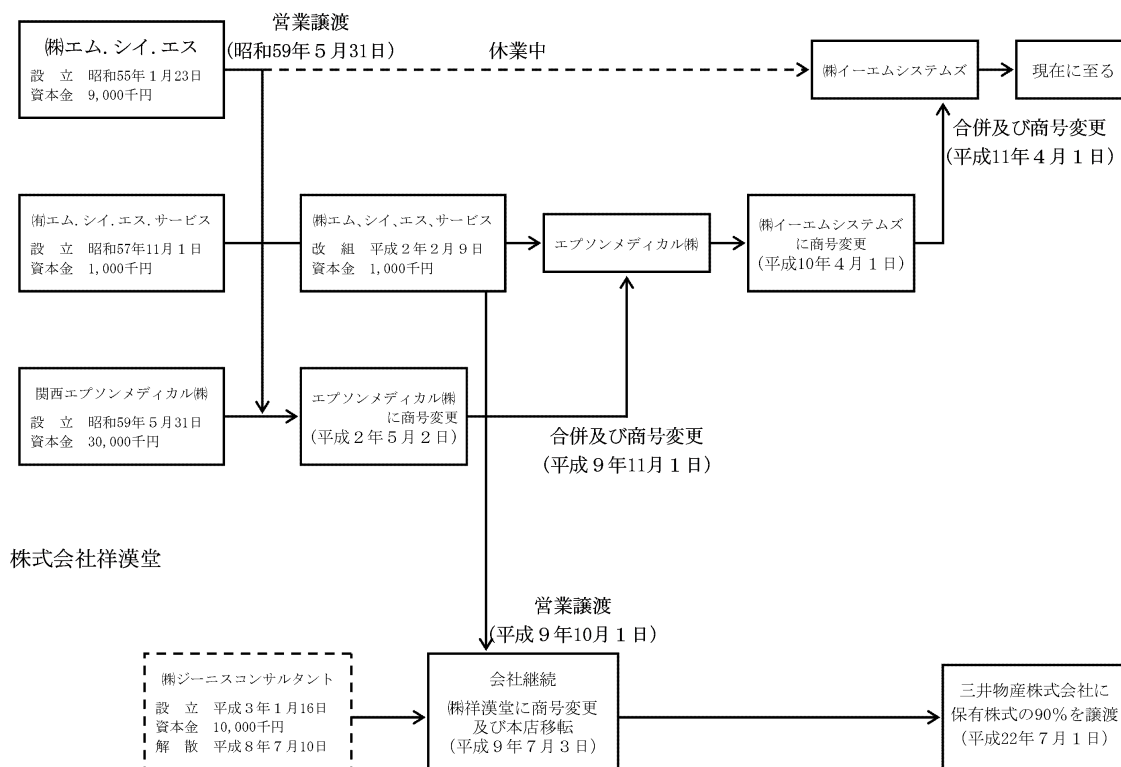 営業譲渡
(昭和59年5月31日)
休業中
㈱エム.シイ.エス
設　立　昭和55年1月23日
資本金　9,000千円
㈱イーエムシステムズ
現在に至る
合併及び商号変更
(平成11年4月1日)
㈲エム.シイ.エス.サービス
設　立　昭和57年11月1日
資本金　1,000千円
㈱エム、シイ、エス、サービス
改　組　平成2年2月9日
資本金　1,000千円
エプソンメディカル㈱
㈱イーエムシステムズ
に商号変更
(平成10年4月1日)
関西エプソンメディカル㈱
設　立　昭和59年5月31日
資本金　30,000千円
エプソンメディカル㈱
に商号変更
(平成2年5月2日)
合併及び商号変更
(平成9年11月1日)
株式会社祥漢堂
営業譲渡
(平成9年10月1日)
㈱ジーニスコンサルタント
設　立　平成3年1月16日
資本金　10,000千円
解　散　平成8年7月10日
会社継続
㈱祥漢堂に商号変更
及び本店移転
(平成9年7月3日)
三井物産株式会社に
保有株式の90％を譲渡
(平成22年7月1日)